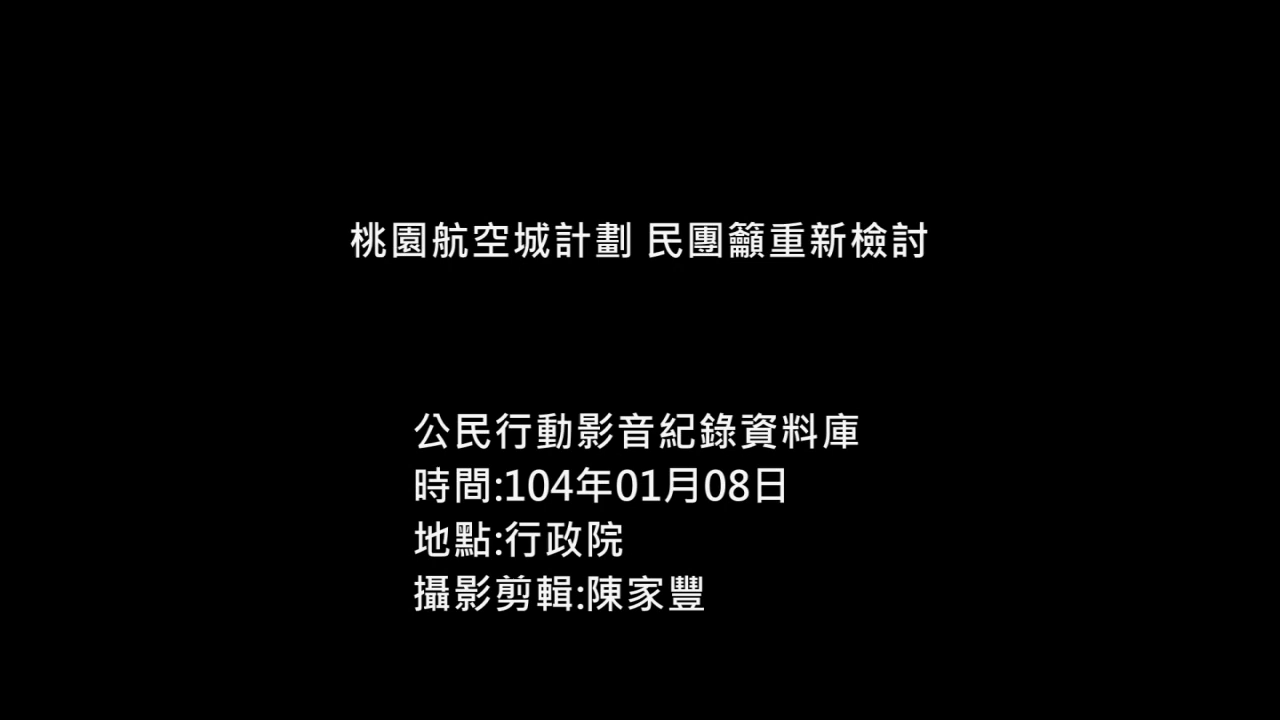 桃園航空城計劃 民團籲重新檢討
公民行動影音紀錄資料庫
時間:104年01月08日
地點:行政院
攝影剪輯:陳家豐